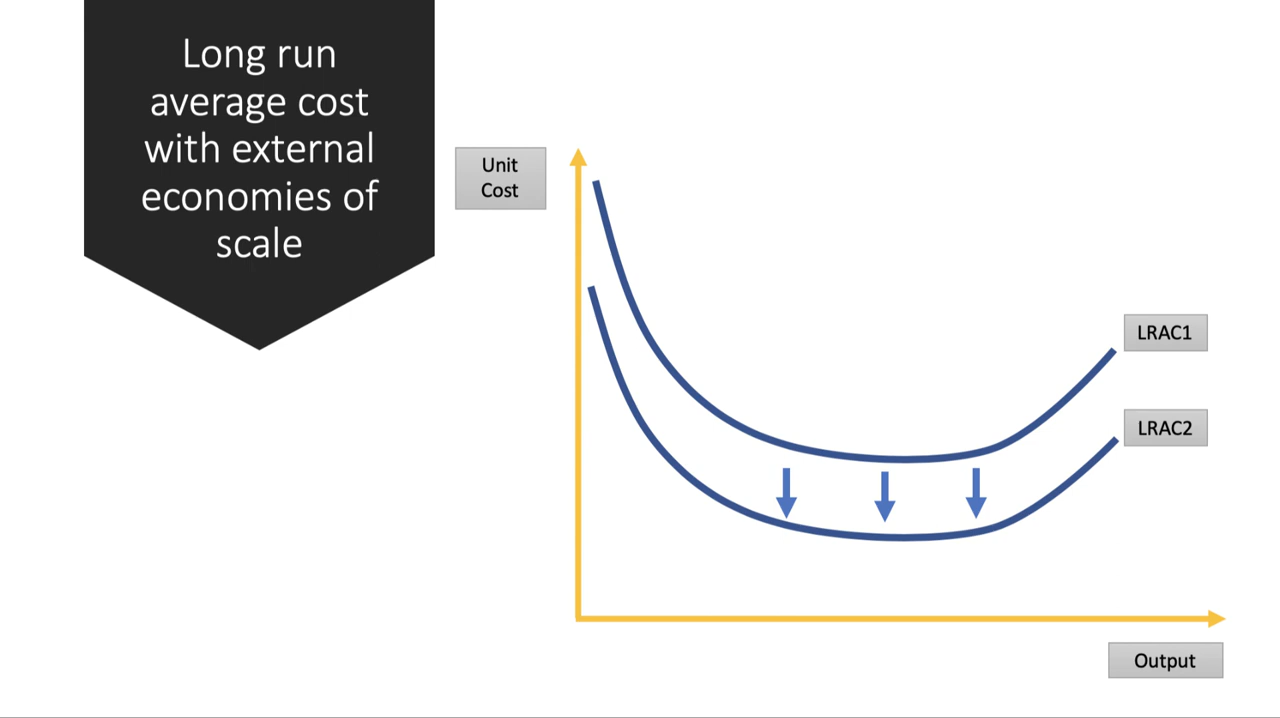 Long run
average cost
with external
economies of
scale
Unit
Cost
LRAC1
LRAC2
Output